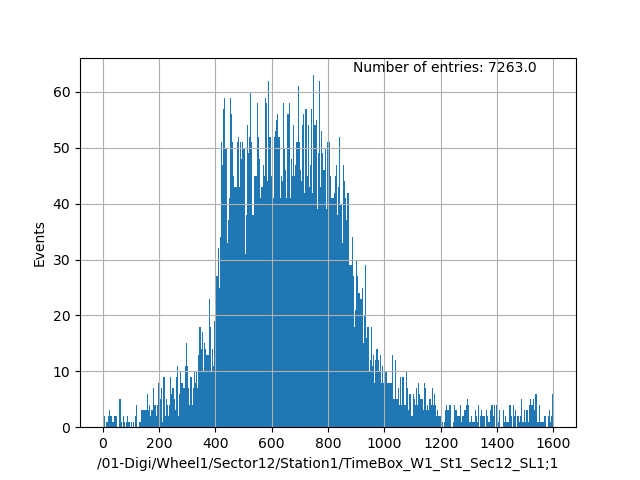 Number of entries: 7263.0
60
50
40
30
20
10
0
Events
0 200 400 600 800 1000 1200 1400 1600
/01-Digi/Wheel1/Sector12/Station1/TimeBox_W1_St1_Sec12_SL1;1